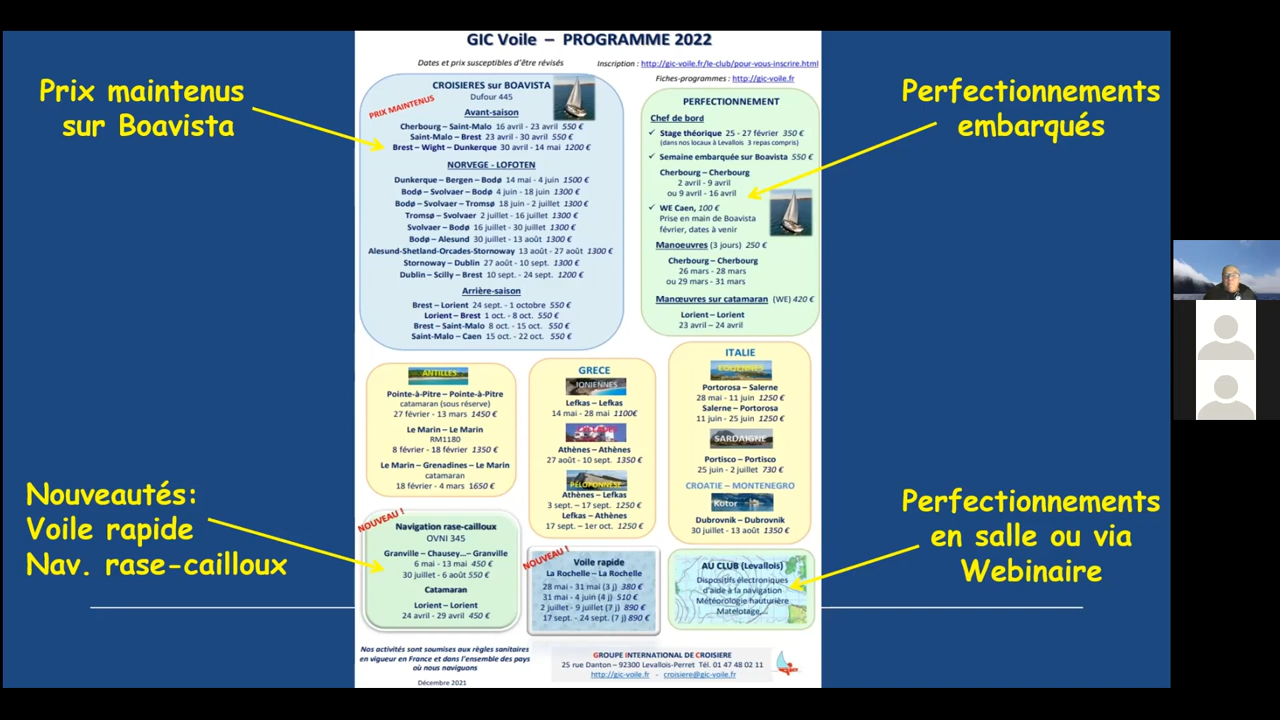 GIC Voile – PROGRAMME 2022
Dates et prix susceptibles d'être révisés
Inscription : http://gic-voile.fr/le-club/pour-vous-inscrire.html
Fiches-programmes : http://gic-voile.fr
Prix maintenus
sur Boavista
CROISIERES sur BOAVISTA
Dufour 445
PRIX MAINTENUS
Avant-saison
Cherbourg – Saint-Malo 16 avril - 23 avril 550 €
Saint-Malo – Brest 23 avril - 30 avril 550 €
Brest – Wight – Dunkerque 30 avril - 14 mai 1200 €
NORVEGE - LOFOTEN
Dunkerque – Bergen – Bodø 14 mai - 4 juin 1500 €
Bodø – Svolvaer – Bodø 4 juin - 18 juin 1300 €
Bodø – Svolvaer – Tromsø 18 juin - 2 juillet 1300 €
Tromsø – Svolvaer 2 juillet - 16 juillet 1300 €
Svolvaer – Bodø 16 juillet - 30 juillet 1300 €
Bodø – Alesund 30 juillet - 13 août 1300 €
Alesund-Shetland-Orcades-Stornoway 13 août - 27 août 1300 €
Stornoway – Dublin 27 août - 10 sept. 1300 €
Dublin – Scilly – Brest 10 sept. - 24 sept. 1200 €
Arrière-saison
Brest – Lorient 24 sept. - 1 octobre 550 €
Lorient – Brest 1 oct. - 8 oct. 550 €
Brest – Saint-Malo 8 oct. - 15 oct. 550 €
Saint-Malo – Caen 15 oct. - 22 oct. 550 €
Perfectionnements
embarqués
PERFECTIONNEMENT
Chef de bord
✓ Stage théorique 25 - 27 février 350 €
(dans nos locaux à Levallois 3 repas compris)
✓ Semaine embarquée sur Boavista 550 €
Cherbourg – Cherbourg
2 avril - 9 avril
ou 9 avril - 16 avril
✓ WE Caen, 100 €
Prise en main de Boavista
février, dates à venir
Manoeuvres (3 jours) 250 €
Cherbourg – Cherbourg
26 mars - 28 mars
ou 29 mars - 31 mars
Manœuvres sur catamaran (WE) 420 €
Lorient – Lorient
23 avril – 24 avril
ANTILLES
Pointe-à-Pitre – Pointe-à-Pitre
catamaran (sous réserve)
27 février - 13 mars 1450 €
Le Marin – Le Marin
RM1180
8 février - 18 février 1350 €
Le Marin – Grenadines – Le Marin
catamaran
18 février - 4 mars 1650 €
GRECE
IONIENNES
Lefkas – Lefkas
14 mai - 28 mai 1100€
Athènes – Athènes
27 août - 10 sept. 1350 €
PÉLOPONNÈSE
Athènes – Lefkas
3 sept. – 17 sept. 1250 €
Lefkas – Athènes
17 sept. – 1er oct. 1250 €
ITALIE
Portorosa – Salerne
28 mai - 11 juin 1250 €
Salerne – Portorosa
11 juin - 25 juin 1250 €
SARDAIGNE
Portisco – Portisco
25 juin - 2 juillet 730 €
CROATIE – MONTENEGRO
Kotor
Dubrovnik – Dubrovnik
30 juillet - 13 août 1350 €
Nouveautés:
Voile rapide
Nav. rase-cailloux
NOUVEAU !
Navigation rase-cailloux
OVNI 345
Granville – Chausey...– Granville
6 mai - 13 mai 450 €
30 juillet - 6 août 550 €
Catamaran
Lorient – Lorient
24 avril - 29 avril 450 €
NOUVEAU !
Voile rapide
La Rochelle – La Rochelle
28 mai - 31 mai (3 j) 380 €
31 mai - 4 juin (4 j) 510 €
2 juillet - 9 juillet (7 j) 890 €
17 sept. - 24 sept. (7 j) 890 €
AU CLUB (Levallois)
Dispositifs électroniques
d'aide à la navigation
Météorologie hauturière
Matelotage,...
Perfectionnements
en salle ou via
Webinaire
Nos activités sont soumises aux règles sanitaires
en vigueur en France et dans l'ensemble des pays
où nous naviguons
Décembre 2021
GROUPE INTERNATIONAL DE CROISIERE
25 rue Danton – 92300 Levallois-Perret Tél. 01 47 48 02 11
http://gic-voile.fr - croisiere@gic-voile.fr